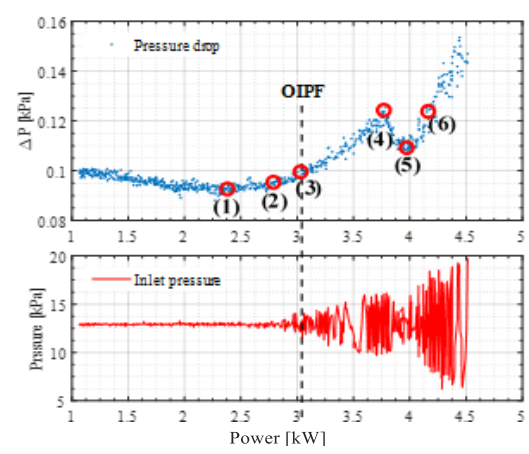 0.16
Pressure drop
0.14
OIPF
0.12
(4)
(6)
(5)
0.1
(1)
(2)
(3)
0.08
Δ P [kPa]
1 1.5 2 2.5 3 3.5 4 4.5 5
20
Inlet pressure
15
10
5
Prssure [kPa]
1 1.5 2 2.5 3 3.5 4 4.5 5
Power [kW]